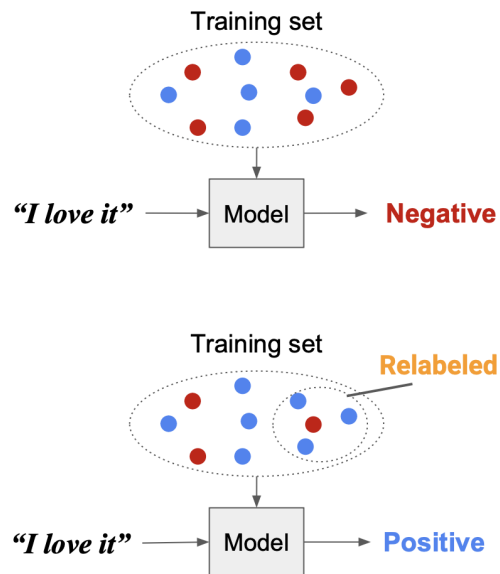 Training set
“I love it”
Model
Negative
Training set
Relabeled
“I love it”
Model
Positive